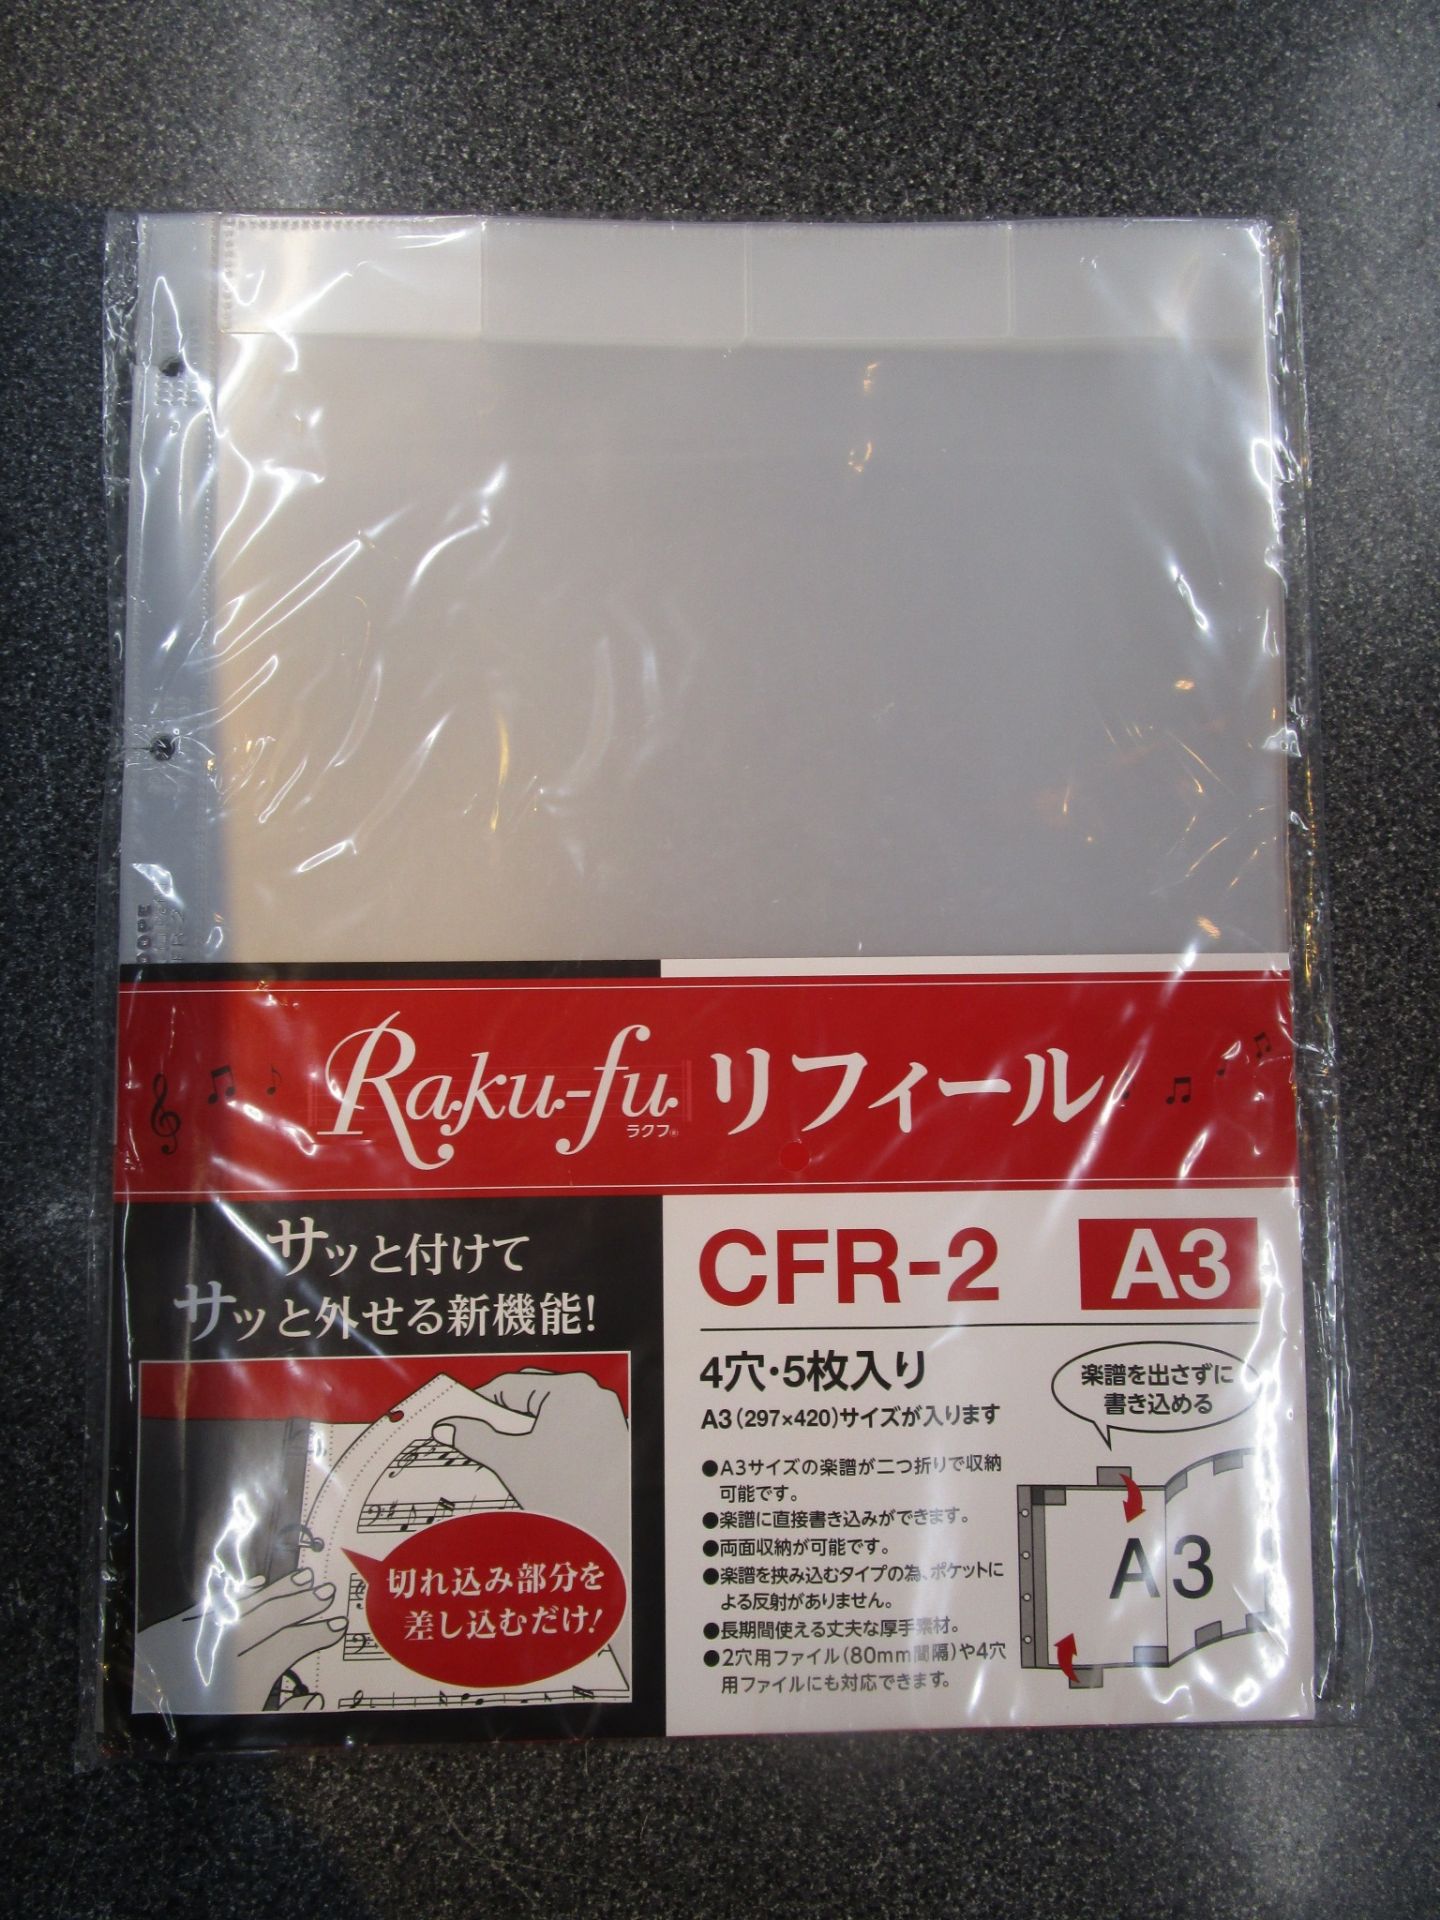 Raku-fu リフィール
ラクフ®
サッと付けて
サッと外せる新機能!
切れ込み部分を
差し込むだけ!
CFR-2 A3
4穴・5枚入り
A3(297×420)サイズが入ります
●A3サイズの楽譜が二つ折りで収納
可能です。
●楽譜に直接書き込みができます。
●両面収納が可能です。
●楽譜を挟み込むタイプの為、ポケットに
よる反射がありません。
●長期間使える丈夫な厚手素材。
●2穴用ファイル(80mm間隔)や4穴
用ファイルにも対応できます。
楽譜を出さずに
書き込める
A3